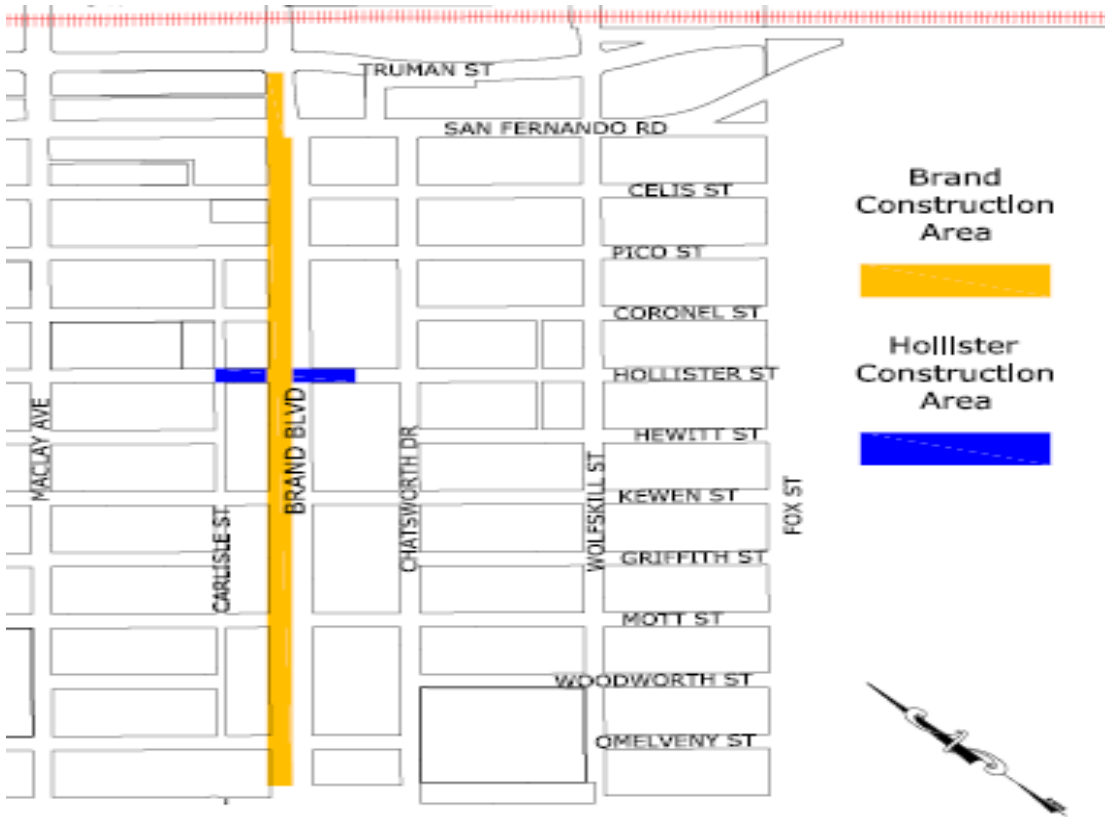 TRUMAN ST
SAN FERNANDO RD
CELIS ST
PICO ST
CORONEL ST
HOLLISTER ST
HEWITT ST
KEWEN ST
GRIFFITH ST
MOTT ST
WOODWORTH ST
OMELVENY ST
MACLAY AVE
CARLISLE ST
BRAND BLVD
CHATSWORTH DR
WOLFSKILL ST
FOX ST
Brand
Construction
Area
Hollister
Construction
Area